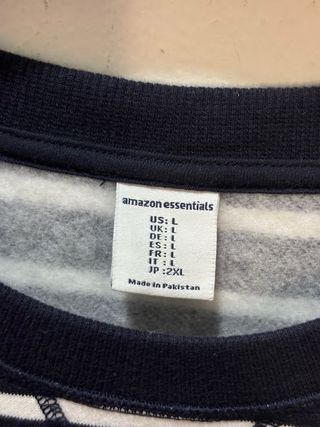 amazon essentials
US: L
UK: L
DE: L
ES: L
FR: L
IT : L
JP :2XL
Made in Pakistan